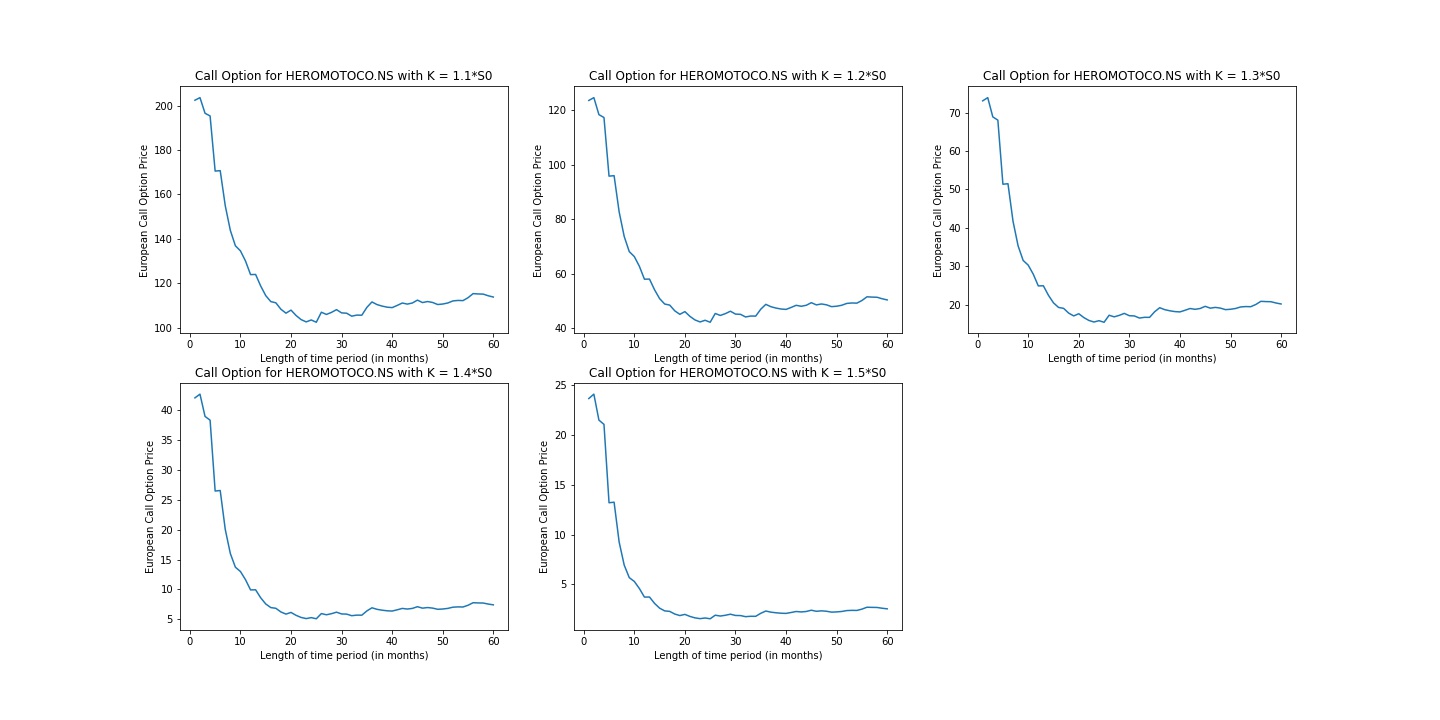 Call Option for HEROMOTOCO.NS with K = 1.1*S0
European Call Option Price
200
180
160
140
120
100
0 10 20 30 40 50 60
Length of time period (in months)
Call Option for HEROMOTOCO.NS with K = 1.2*S0
European Call Option Price
120
100
80
60
40
0 10 20 30 40 50 60
Length of time period (in months)
Call Option for HEROMOTOCO.NS with K = 1.3*S0
European Call Option Price
70
60
50
40
30
20
0 10 20 30 40 50 60
Length of time period (in months)
Call Option for HEROMOTOCO.NS with K = 1.4*S0
European Call Option Price
40
35
30
25
20
15
10
5
0 10 20 30 40 50 60
Length of time period (in months)
Call Option for HEROMOTOCO.NS with K = 1.5*S0
European Call Option Price
25
20
15
10
5
0 10 20 30 40 50 60
Length of time period (in months)